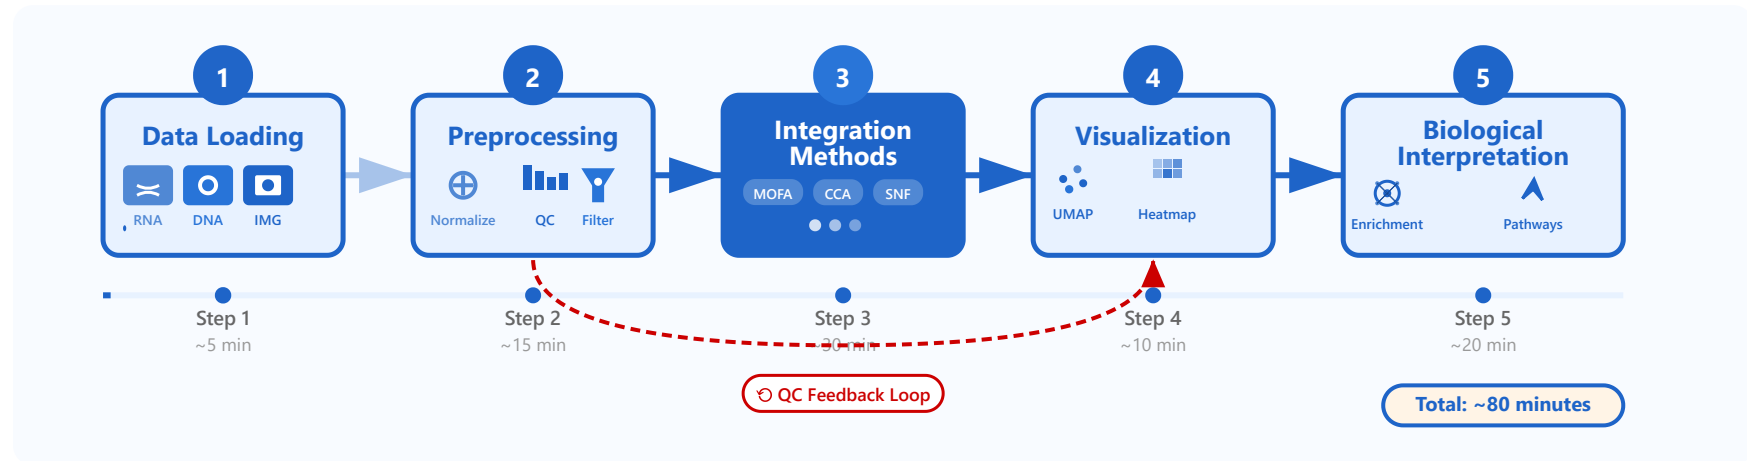 1
2
3
4
5
Data Loading
RNA
DNA
IMG
Preprocessing
Normalize
QC
Filter
Integration
Methods
MOFA
CCA
SNF
Visualization
UMAP
Heatmap
Biological
Interpretation
Enrichment
Pathways
Step 1
~5 min
Step 2
~15 min
Step 3
~30 min
Step 4
~10 min
Step 5
~20 min
QC Feedback Loop
Total: ~80 minutes